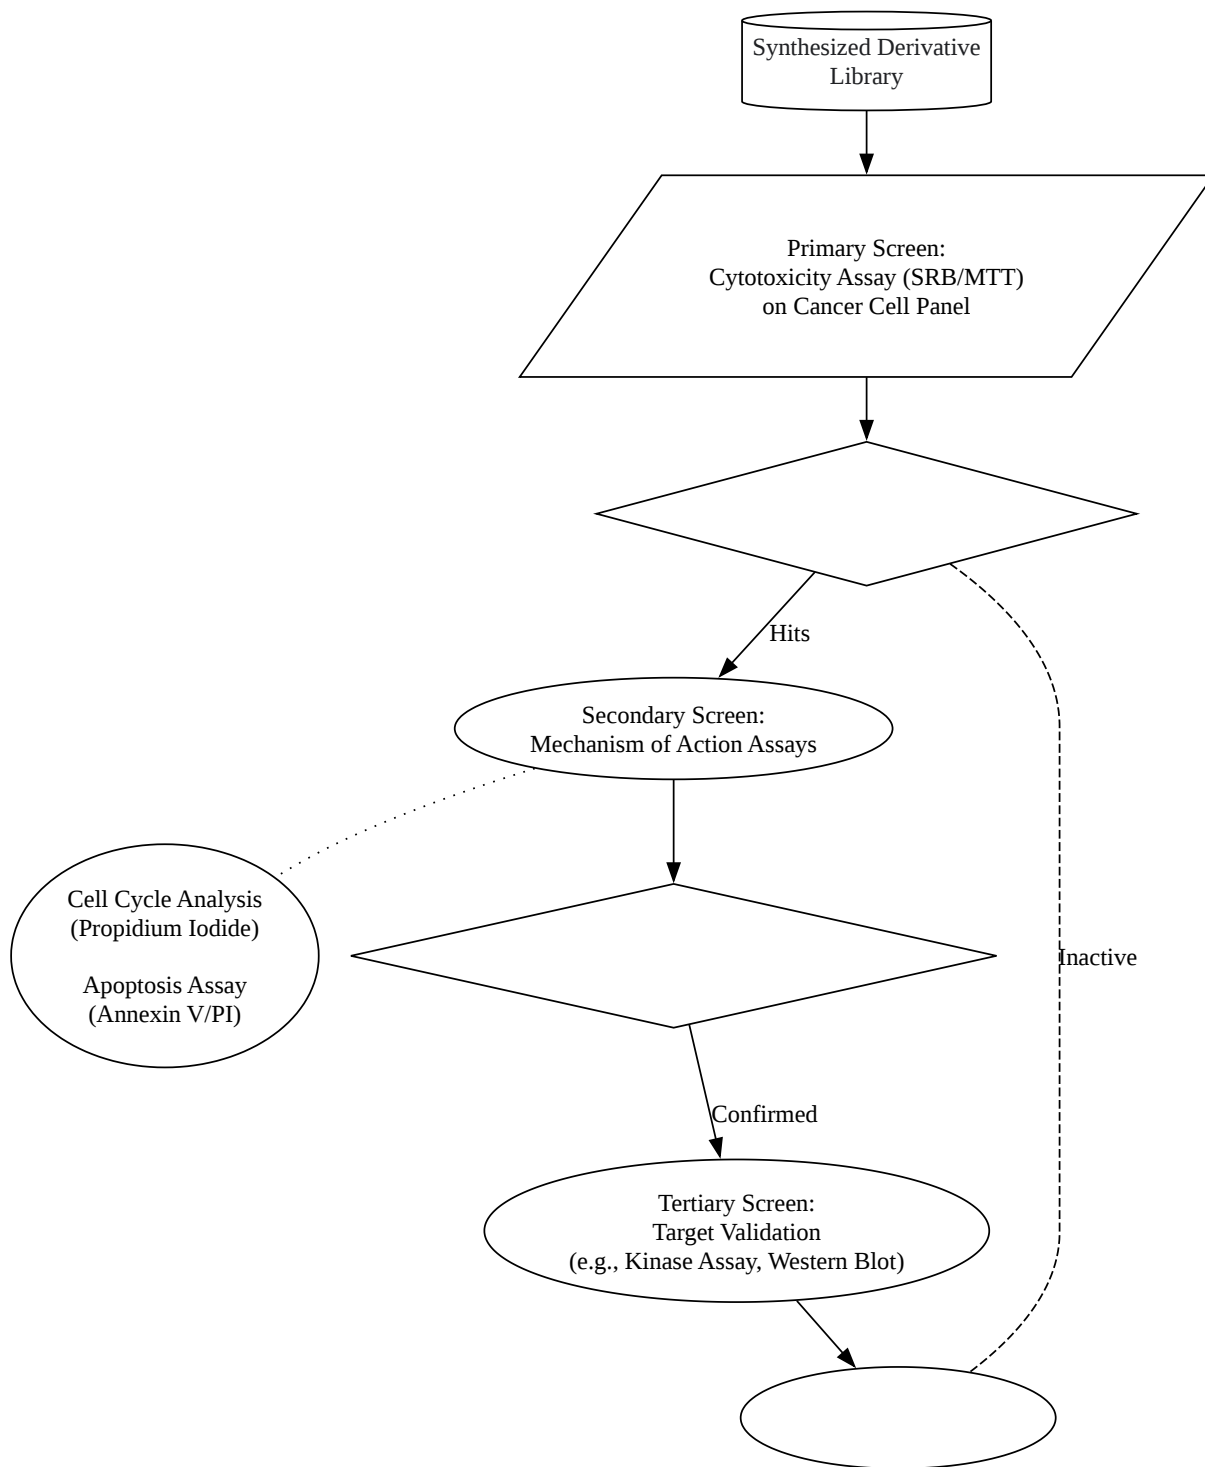 Synthesized Derivative
Library
Primary Screen:
Cytotoxicity Assay (SRB/MTT)
on Cancer Cell Panel
Hits
Secondary Screen:
Mechanism of Action Assays
Cell Cycle Analysis
(Propidium Iodide)
Apoptosis Assay
(Annexin V/PI)
Inactive
Confirmed
Tertiary Screen:
Target Validation
(e.g., Kinase Assay, Western Blot)